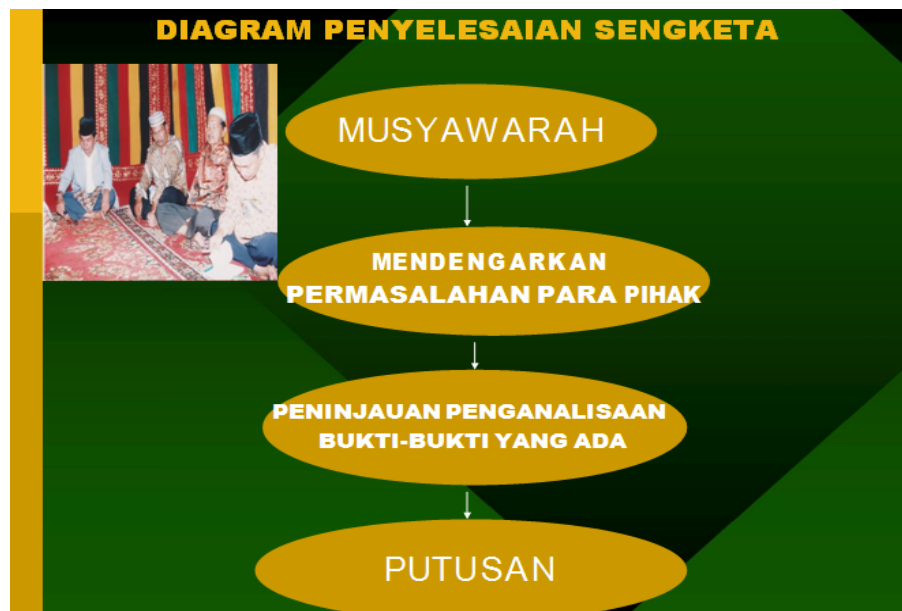 DIAGRAM PENYELESAIAN SENGKETA
MUSYAWARAH
MENDENGARKAN
PERMASALAHAN PARA PIHAK
PENINJAUAN PENGANALISAAN
BUKTI-BUKTI YANG ADA
PUTUSAN